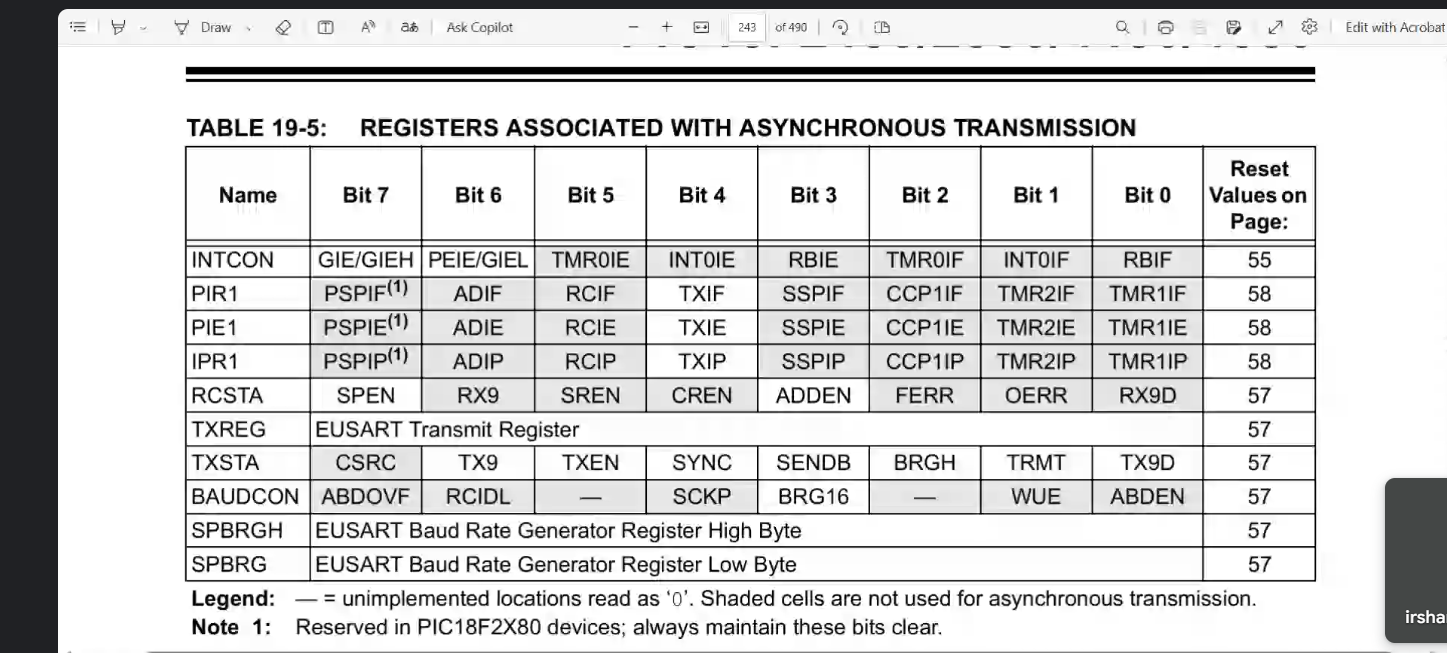 Draw
Ask Copilot
243 of 490
Edit with Acrobat
TABLE 19-5: REGISTERS ASSOCIATED WITH ASYNCHRONOUS TRANSMISSION
Name Bit 7 Bit 6 Bit 5 Bit 4 Bit 3 Bit 2 Bit 1 Bit 0 Reset Values on Page:
INTCON GIE/GIEH PEIE/GIEL TMR0IE INT0IE RBIE TMR0IF INT0IF RBIF 55
PIR1 PSPIF(1) ADIF RCIF TXIF SSPIF CCP1IF TMR2IF TMR1IF 58
PIE1 PSPIE(1) ADIE RCIE TXIE SSPIE CCP1IE TMR2IE TMR1IE 58
IPR1 PSPIP(1) ADIP RCIP TXIP SSPIP CCP1IP TMR2IP TMR1IP 58
RCSTA SPEN RX9 SREN CREN ADDEN FERR OERR RX9D 57
TXREG EUSART Transmit Register 57
TXSTA CSRC TX9 TXEN SYNC SENDB BRGH TRMT TX9D 57
BAUDCON ABDOVF RCIDL — SCKP BRG16 — WUE ABDEN 57
SPBRGH EUSART Baud Rate Generator Register High Byte 57
SPBRG EUSART Baud Rate Generator Register Low Byte 57
Legend: — = unimplemented locations read as ‘0’. Shaded cells are not used for asynchronous transmission.
Note 1: Reserved in PIC18F2X80 devices; always maintain these bits clear.
irsha